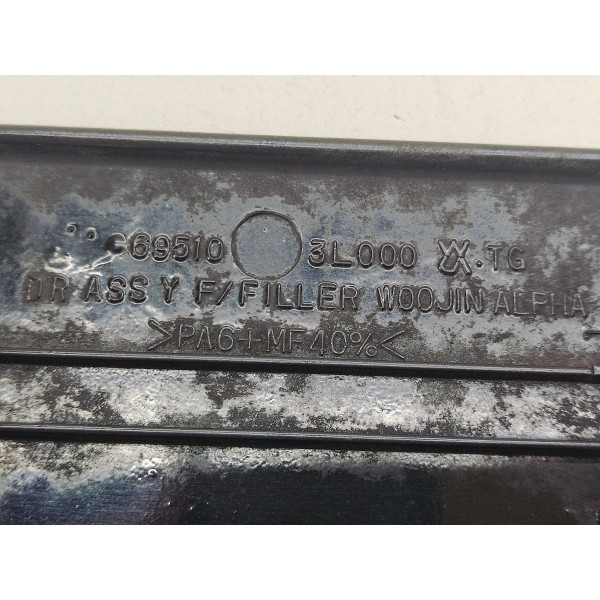 69510 3L000 .TG
DR ASS Y F/FILLER WOOJIN ALPHA
>PA6+MF40%<